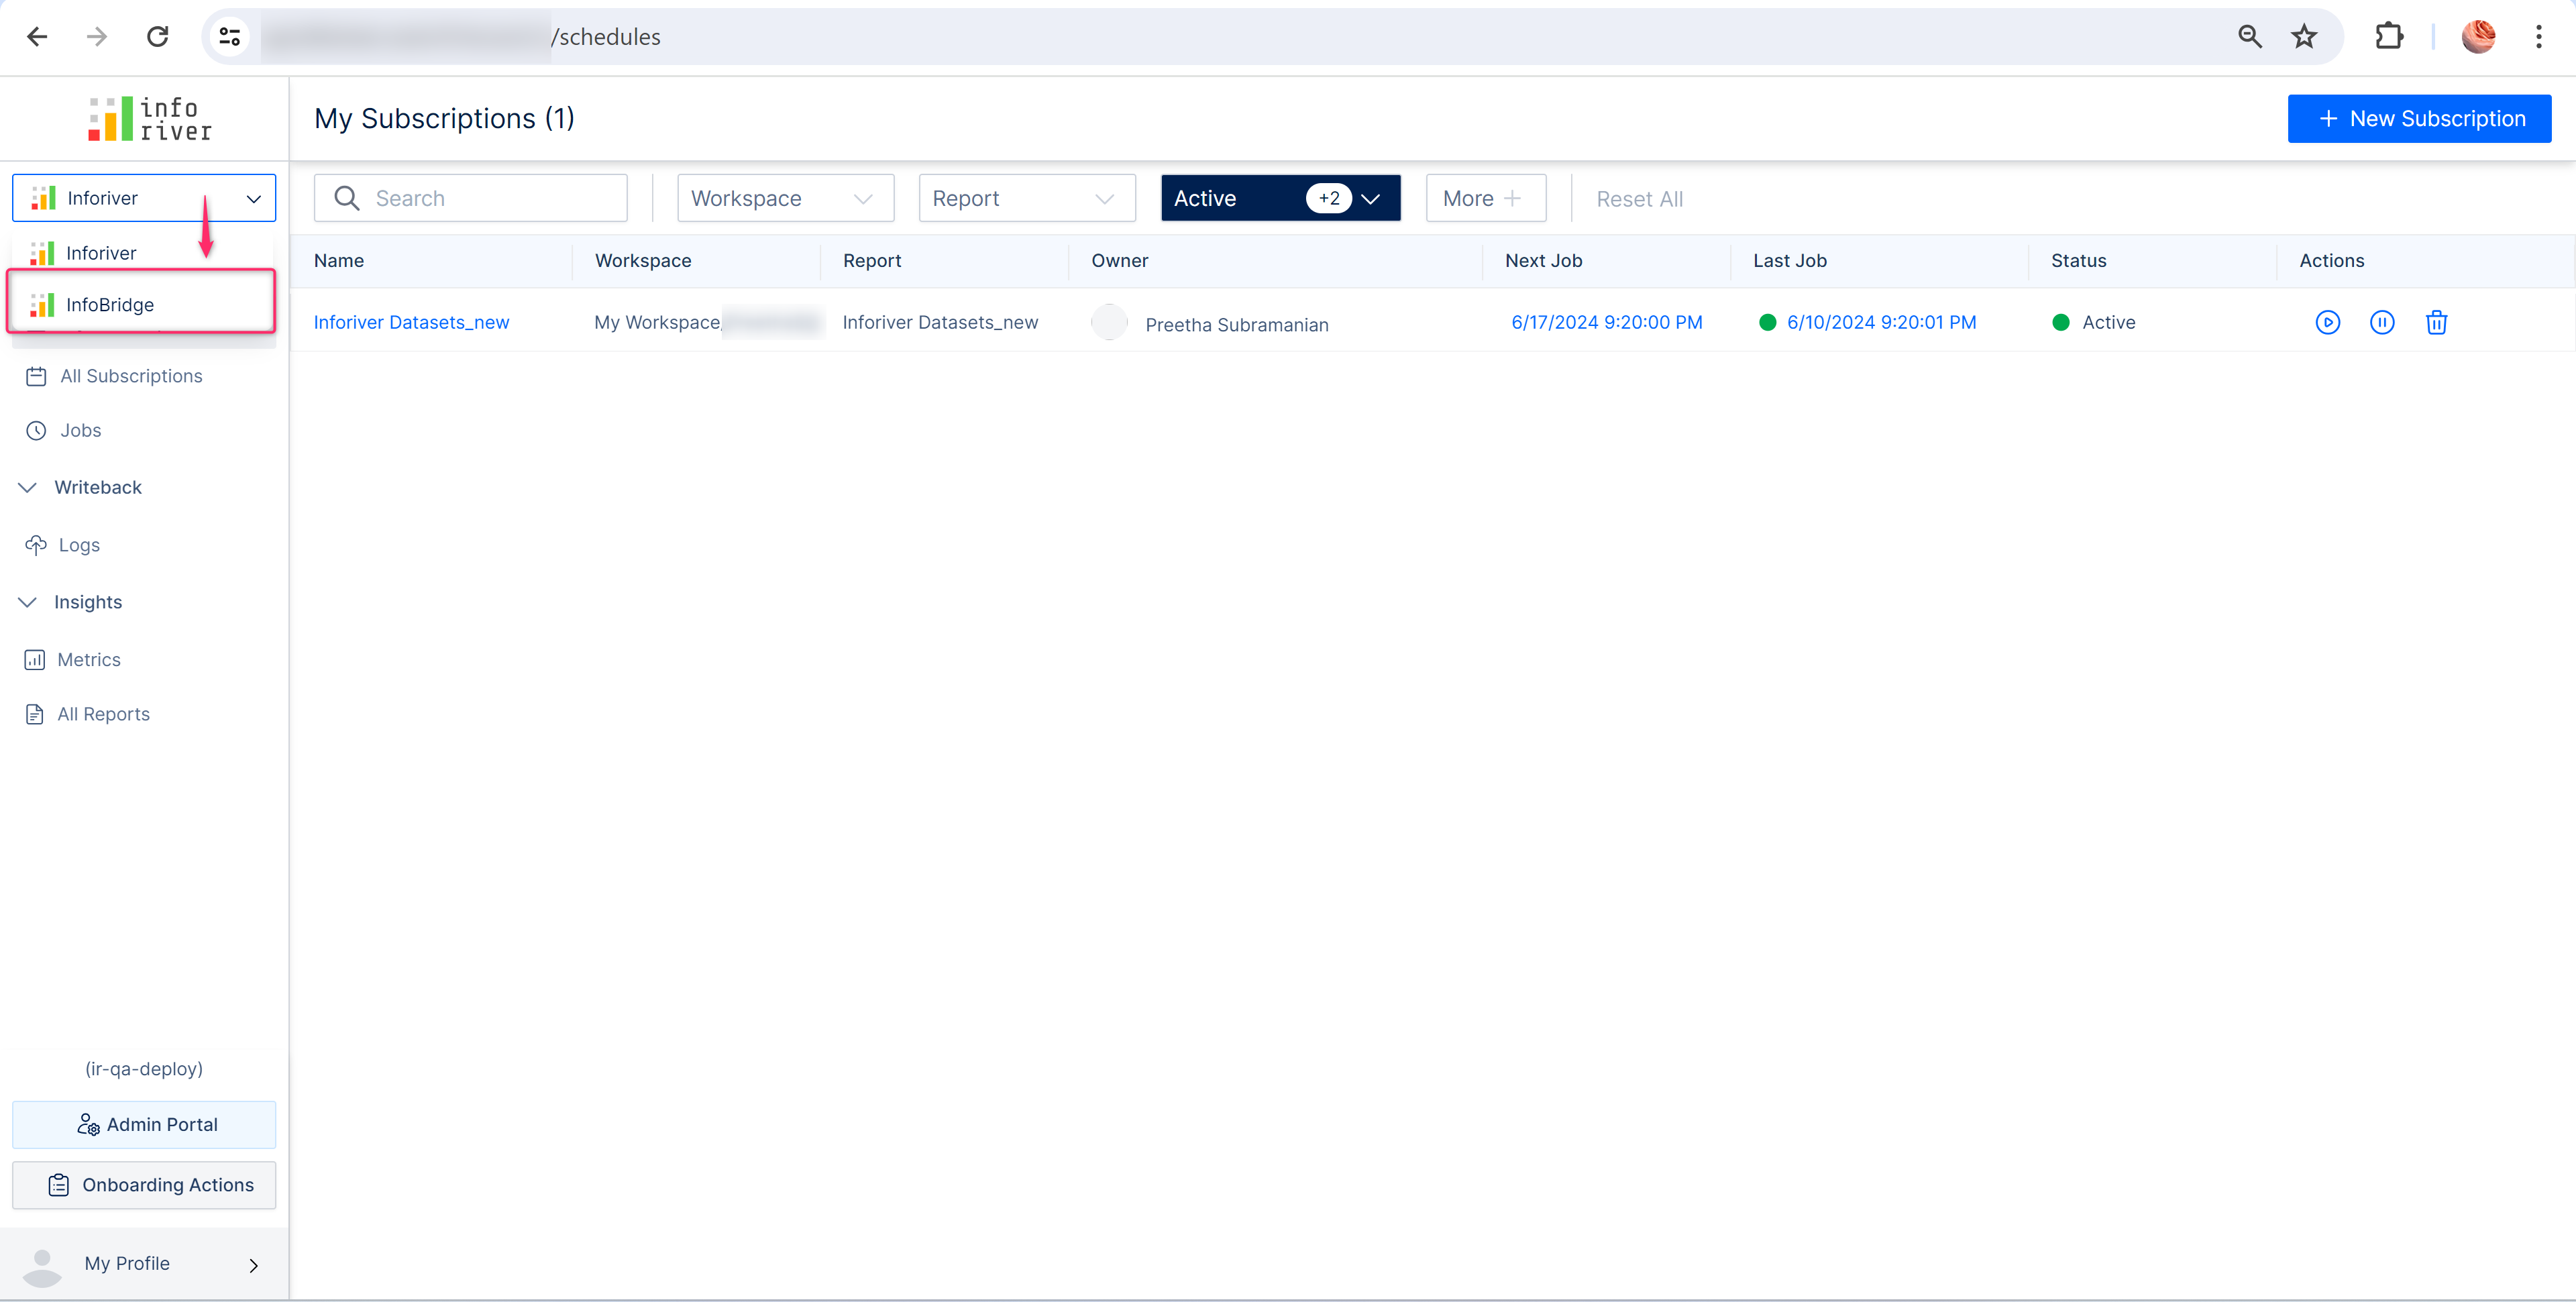 /schedules
info
river
My Subscriptions (1)
+ New Subscription
Inforiver
Search
Workspace
Report
Active +2
More +
Reset All
Inforiver
InfoBridge
Name Workspace Report Owner Next Job Last Job Status Actions
Inforiver Datasets_new My Workspace Inforiver Datasets_new Preetha Subramanian 6/17/2024 9:20:00 PM 6/10/2024 9:20:01 PM Active
All Subscriptions
Jobs
Writeback
Logs
Insights
Metrics
All Reports
(ir-qa-deploy)
Admin Portal
Onboarding Actions
My Profile